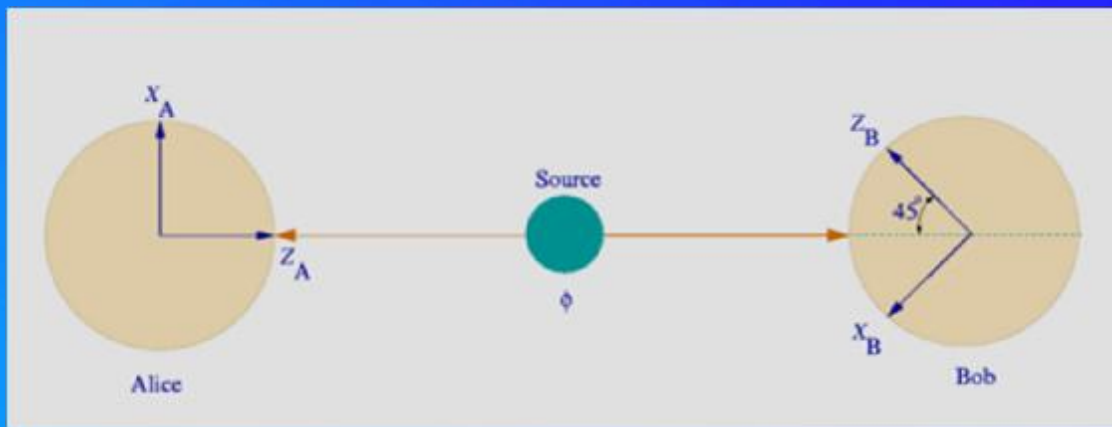 X_A
Z_A
Alice
Source
ϕ
Z_B
45°
X_B
Bob